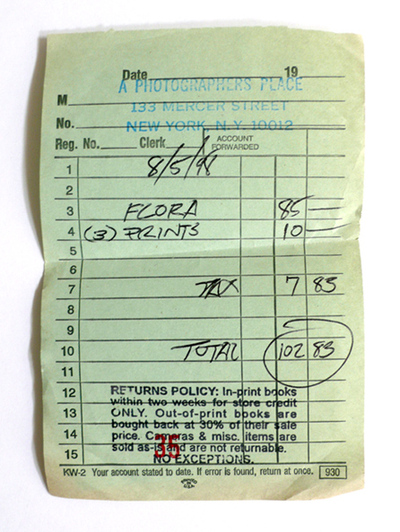 Date 19
A PHOTOGRAPHERS PLACE
M
133 MERCER STREET
No.
NEW YORK, N.Y. 10012
Reg. No. Clerk ACCOUNT FORWARDED
1 8/5/98
2
3 FLORA 85 —
4 (3) PRINTS 10 —
5
6
7 TAX 7 83
8
9
10 TOTAL 102 83
11
12 RETURNS POLICY: In-print books
within two weeks for store credit
13 ONLY. Out-of-print books are
bought back at 30% of their sale
14 price. Cameras & misc. items are
sold as-is and are not returnable.
15 NO EXCEPTIONS.
35
KW-2 Your account stated to date. If error is found, return at once. 930